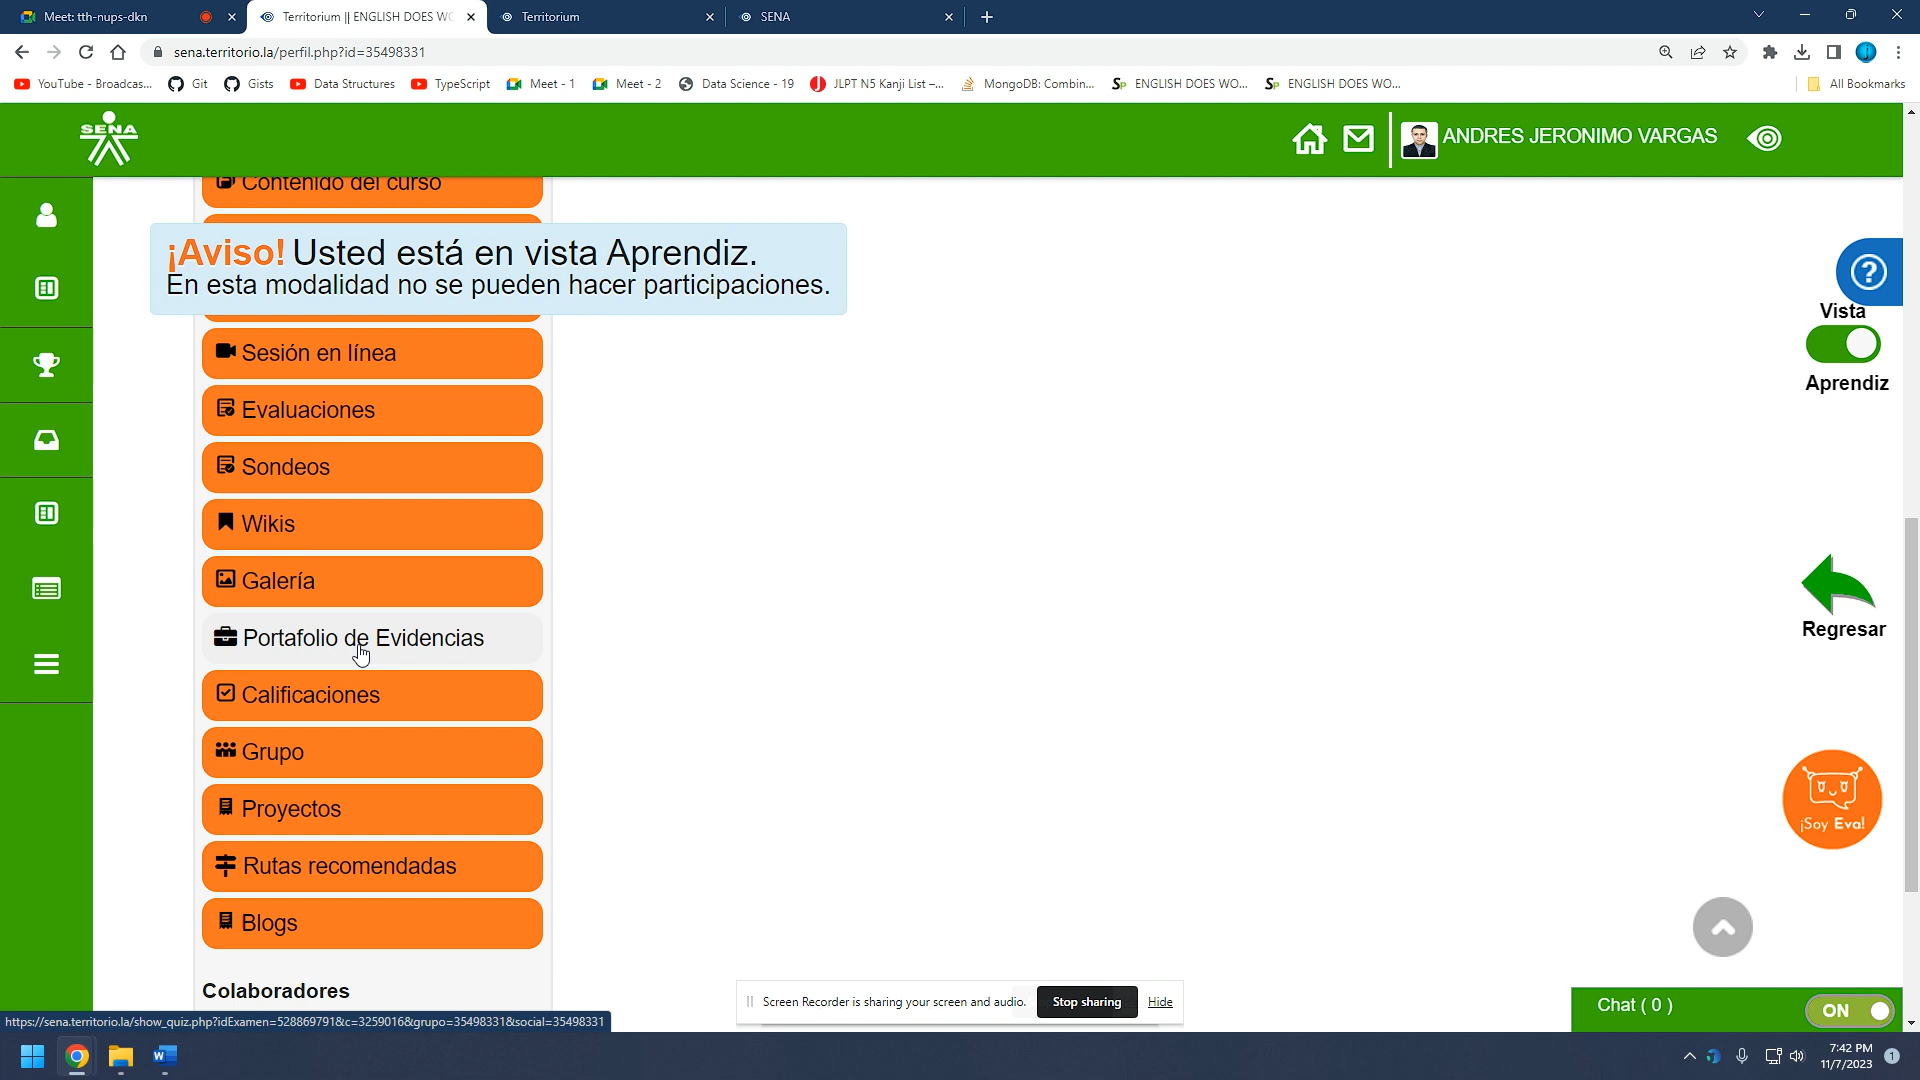 Meet: tth-nups-dkn
Territorium || ENGLISH DOES WO
Territorium
SENA
sena.territorio.la/perfil.php?id=35498331
YouTube - Broadcas...
Git
Gists
Data Structures
TypeScript
Meet - 1
Meet - 2
Data Science - 19
JLPT N5 Kanji List –...
MongoDB: Combin...
ENGLISH DOES WO...
ENGLISH DOES WO...
All Bookmarks
SENA
ANDRES JERONIMO VARGAS
Contenido del curso
¡Aviso! Usted está en vista Aprendiz.
En esta modalidad no se pueden hacer participaciones.
Vista
Aprendiz
Sesión en línea
Evaluaciones
Sondeos
Wikis
Galería
Portafolio de Evidencias
Calificaciones
Grupo
Proyectos
Rutas recomendadas
Blogs
Colaboradores
Regresar
¡Soy Eva!
Screen Recorder is sharing your screen and audio.
Stop sharing
Hide
Chat ( 0 )
ON
https://sena.territorio.la/show_quiz.php?idExamen=528869791&c=3259016&grupo=35498331&social=35498331
7:42 PM
11/7/2023
1